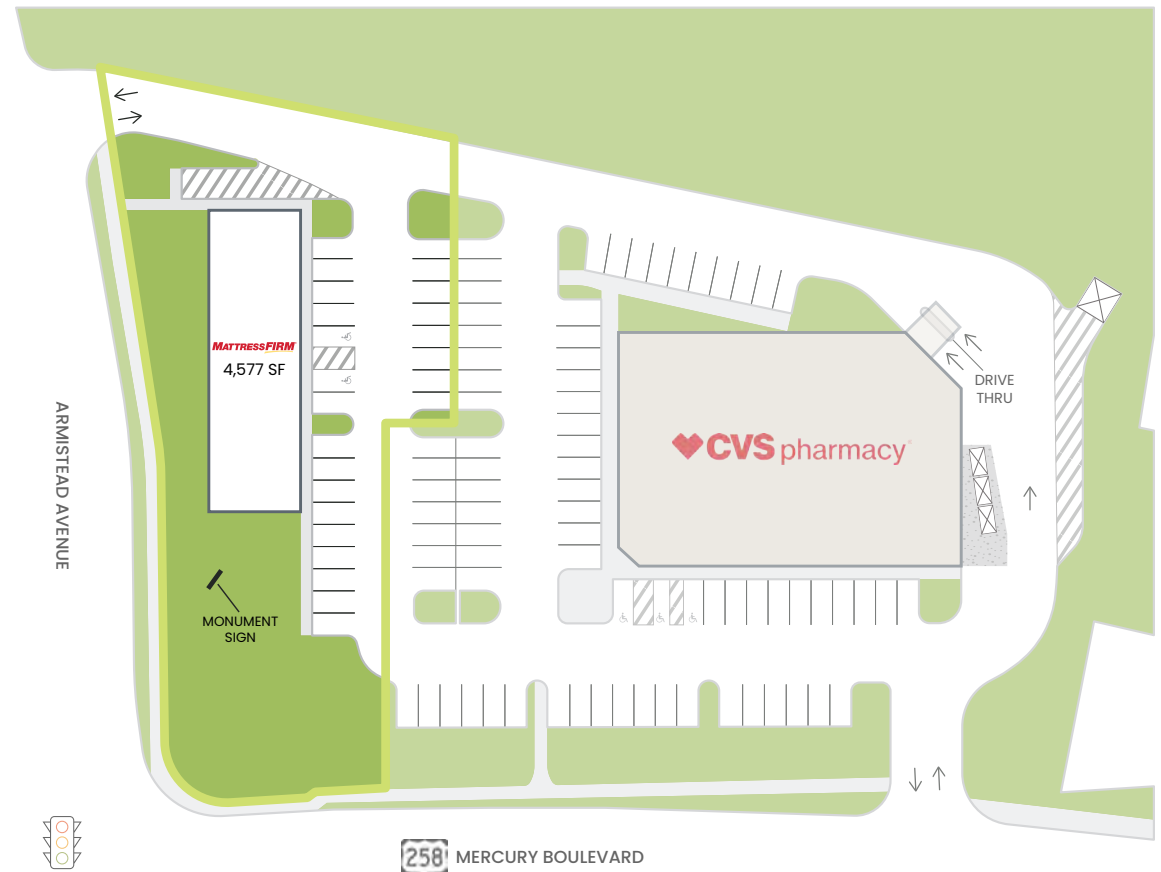 MATTRESSFIRM
4,577 SF
DRIVE
THRU
CVS pharmacy
ARMISTEAD AVENUE
MONUMENT
SIGN
258 MERCURY BOULEVARD